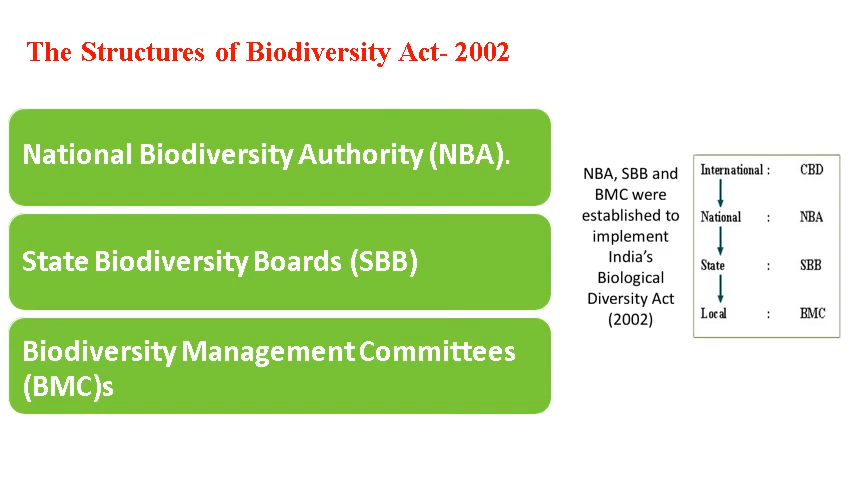 The Structures of Biodiversity Act- 2002
National Biodiversity Authority (NBA).
State Biodiversity Boards (SBB)
Biodiversity Management Committees
(BMC)s
NBA, SBB and
BMC were
established to
implement
India’s
Biological
Diversity Act
(2002)
International : CBD
National : NBA
State : SBB
Local : BMC